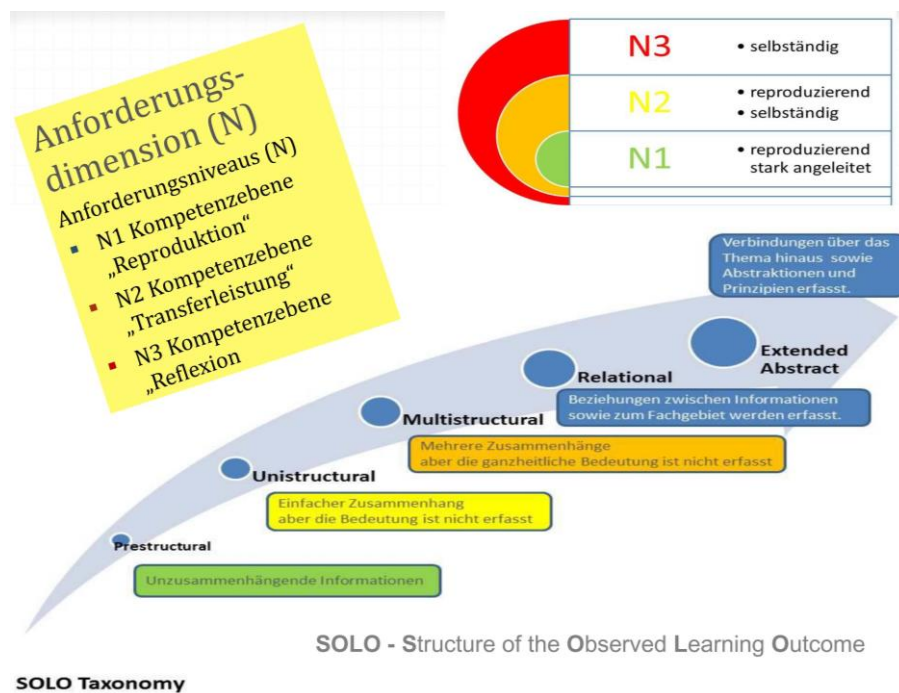 Anforderungs-
dimension (N)
Anforderungsniveaus (N)
▪ N1 Kompetenzebene
„Reproduktion“
▪ N2 Kompetenzebene
„Transferleistung“
▪ N3 Kompetenzebene
„Reflexion
N3
• selbständig
N2
• reproduzierend
• selbständig
N1
• reproduzierend
stark angeleitet
Verbindungen über das
Thema hinaus sowie
Abstraktionen und
Prinzipien erfasst.
Extended
Abstract
Relational
Beziehungen zwischen Informationen
sowie zum Fachgebiet werden erfasst.
Multistructural
Mehrere Zusammenhänge
aber die ganzheitliche Bedeutung ist nicht erfasst
Unistructural
Einfacher Zusammenhang
aber die Bedeutung ist nicht erfasst
Prestructural
Unzusammenhängende Informationen
SOLO - Structure of the Observed Learning Outcome
SOLO Taxonomy